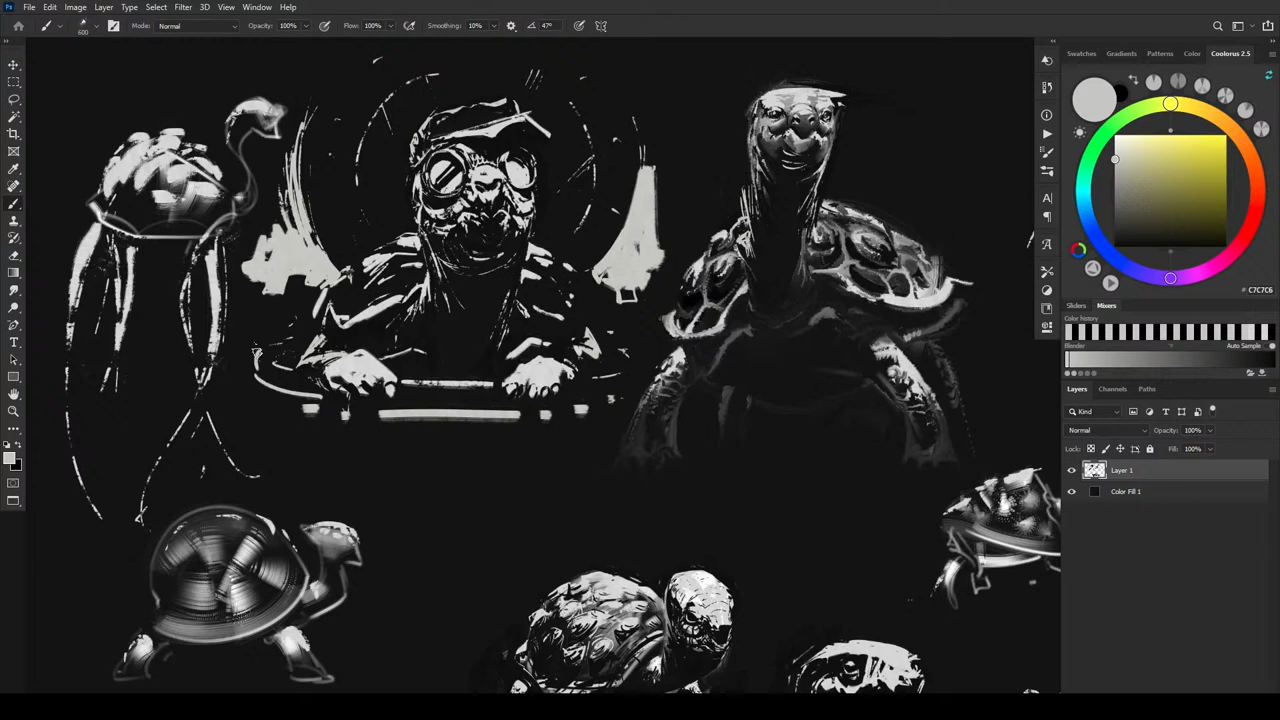 Ps File Edit Image Layer Type Select Filter 3D View Window Help
600 Mode: Normal Opacity: 100% Flow: 100% Smoothing: 10% 47°
Swatches Gradients Patterns Color Coolorus 2.5
# C7C7C6
Sliders Mixers
Color history
Blender Auto Sample
Layers Channels Paths
Kind
Normal Opacity: 100%
Lock: Fill: 100%
Layer 1
Color Fill 1